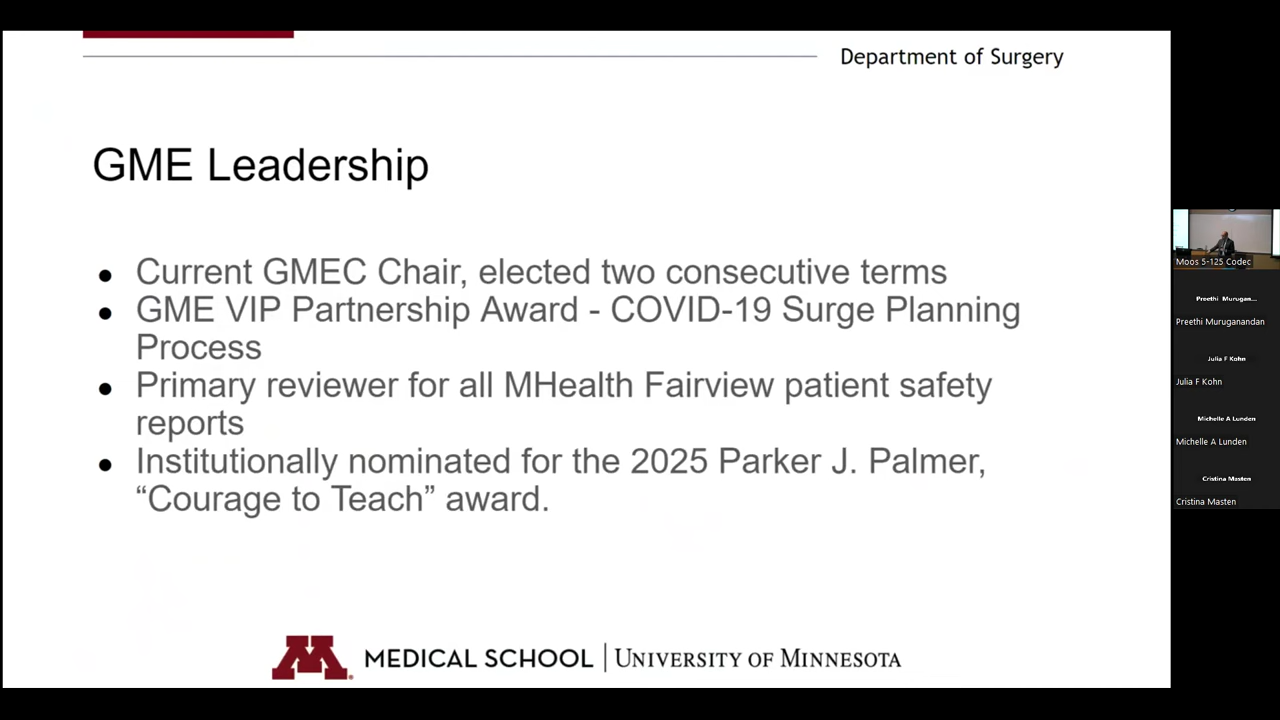 Department of Surgery
GME Leadership
● Current GMEC Chair, elected two consecutive terms
● GME VIP Partnership Award - COVID-19 Surge Planning
Process
● Primary reviewer for all MHealth Fairview patient safety
reports
● Institutionally nominated for the 2025 Parker J. Palmer,
“Courage to Teach” award.
M MEDICAL SCHOOL | UNIVERSITY OF MINNESOTA
Moos 5-125 Codec
Preethi Murugan...
Preethi Muruganandan
Julia F Kohn
Julia F Kohn
Michelle A Lunden
Michelle A Lunden
Cristina Masten
Cristina Masten